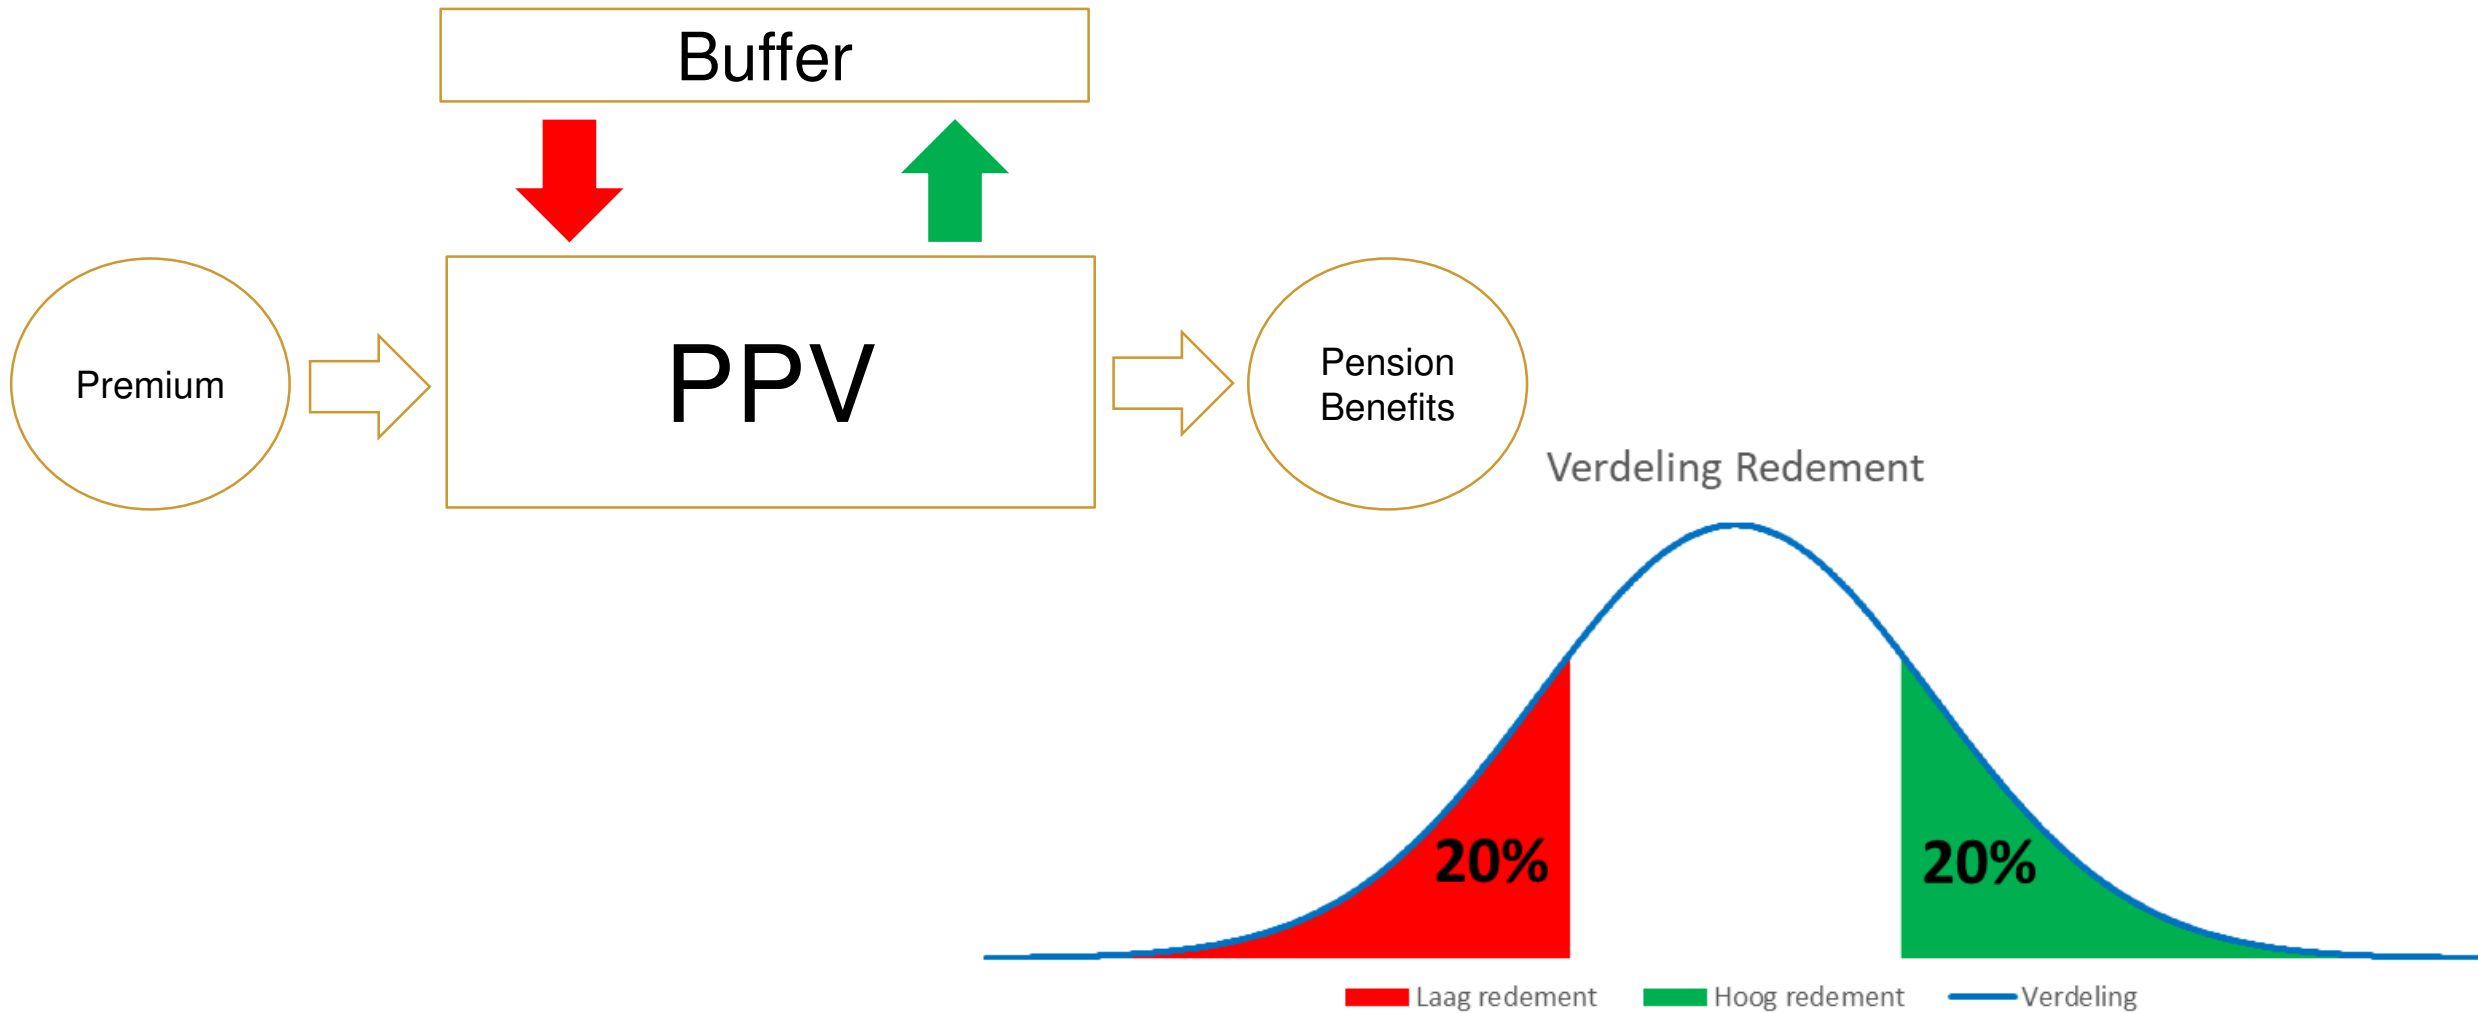 Buffer
Premium
PPV
Pension
Benefits
Verdeling Redement
20%
20%
Laag redement
Hoog redement
Verdeling